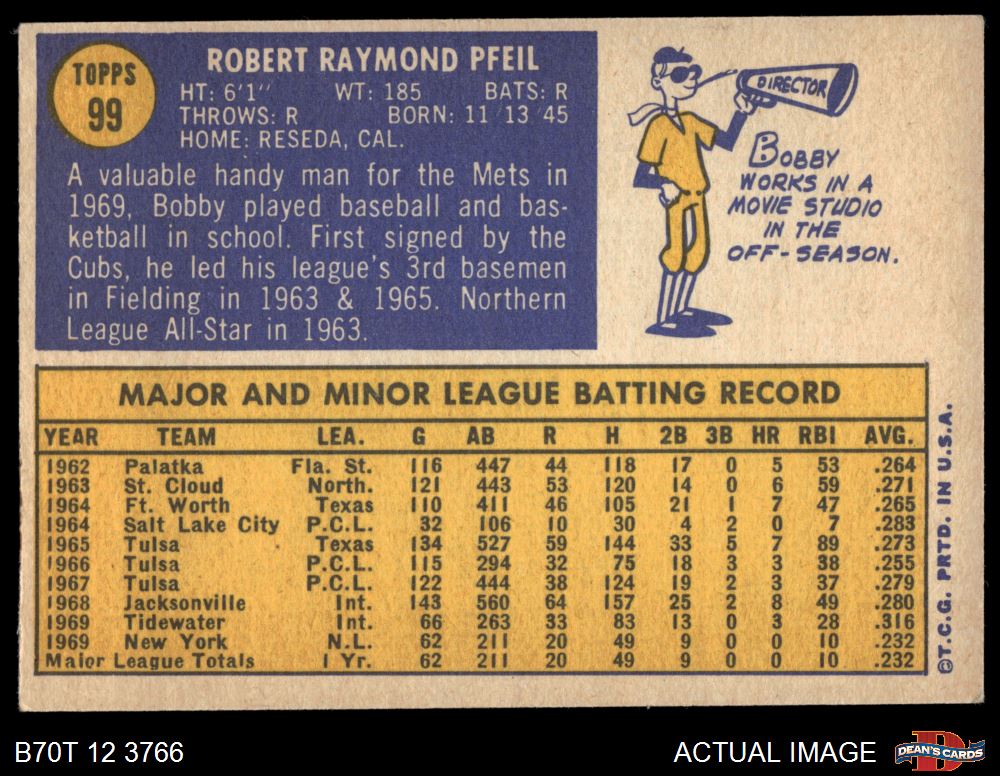 TOPPS
99
ROBERT RAYMOND PFEIL
HT: 6'1" WT: 185 BATS: R
THROWS: R BORN: 11 13 45
HOME: RESEDA, CAL.
A valuable handy man for the Mets in
1969, Bobby played baseball and bas-
ketball in school. First signed by the
Cubs, he led his league's 3rd basemen
in Fielding in 1963 & 1965. Northern
League All-Star in 1963.
DIRECTOR
BOBBY
WORKS IN A
MOVIE STUDIO
IN THE
OFF-SEASON.
MAJOR AND MINOR LEAGUE BATTING RECORD
YEAR TEAM LEA. G AB R H 2B 3B HR RBI AVG.
1962 Palatka Fla. St. 116 447 44 118 17 0 5 53 .264
1963 St. Cloud North. 121 443 53 120 14 0 6 59 .271
1964 Ft. Worth Texas 110 411 46 105 21 1 7 47 .265
1964 Salt Lake City P.C.L. 32 106 10 30 4 2 0 7 .283
1965 Tulsa Texas 134 527 59 144 33 5 7 89 .273
1966 Tulsa P.C.L. 115 294 32 75 18 3 3 38 .255
1967 Tulsa P.C.L. 122 444 38 124 19 2 3 37 .279
1968 Jacksonville Int. 143 560 64 157 25 2 8 49 .280
1969 Tidewater Int. 66 263 33 83 13 0 3 28 .316
1969 New York N.L. 62 211 20 49 9 0 0 10 .232
Major League Totals 1 Yr. 62 211 20 49 9 0 0 10 .232
©T.C.G. PRTD. IN U.S.A.
B70T 12 3766
ACTUAL IMAGE
DEAN'S CARDS